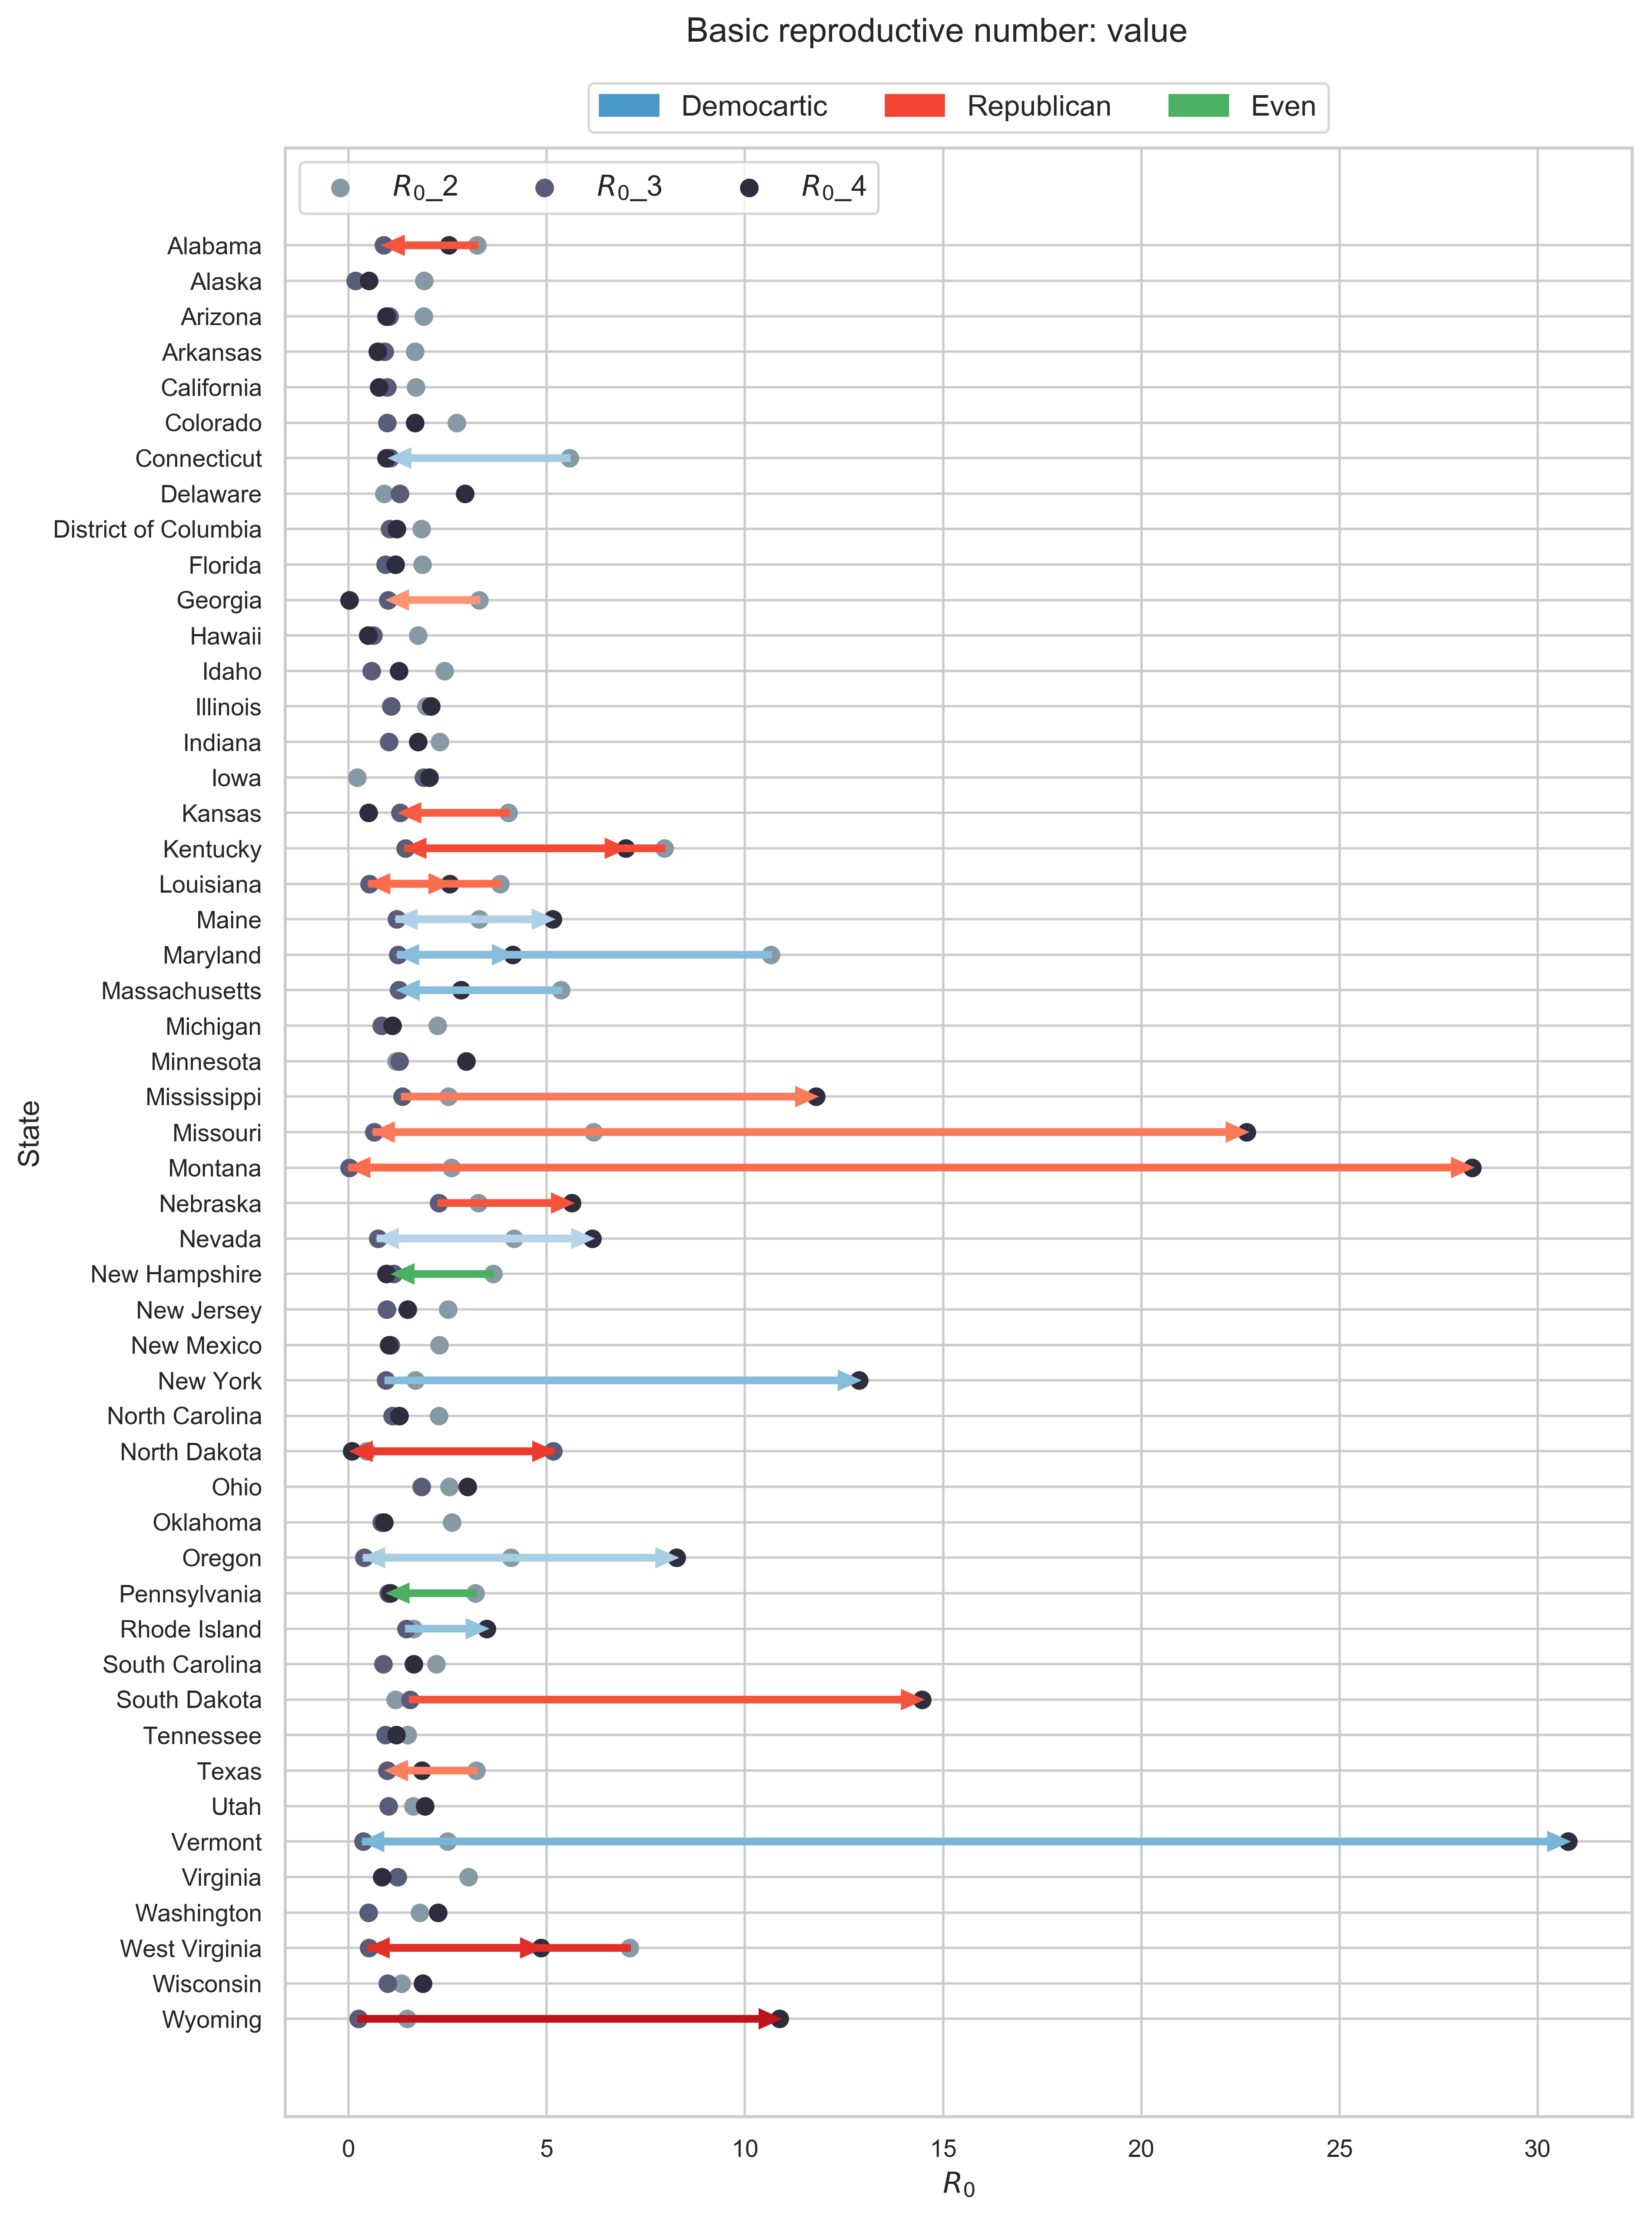 Basic reproductive number: value
Democartic Republican Even
R0_2 R0_3 R0_4
Alabama
Alaska
Arizona
Arkansas
California
Colorado
Connecticut
Delaware
District of Columbia
Florida
Georgia
Hawaii
Idaho
Illinois
Indiana
Iowa
Kansas
Kentucky
Louisiana
Maine
Maryland
Massachusetts
Michigan
Minnesota
Mississippi
Missouri
Montana
Nebraska
Nevada
New Hampshire
New Jersey
New Mexico
New York
North Carolina
North Dakota
Ohio
Oklahoma
Oregon
Pennsylvania
Rhode Island
South Carolina
South Dakota
Tennessee
Texas
Utah
Vermont
Virginia
Washington
West Virginia
Wisconsin
Wyoming
State
0 5 10 15 20 25 30
R0